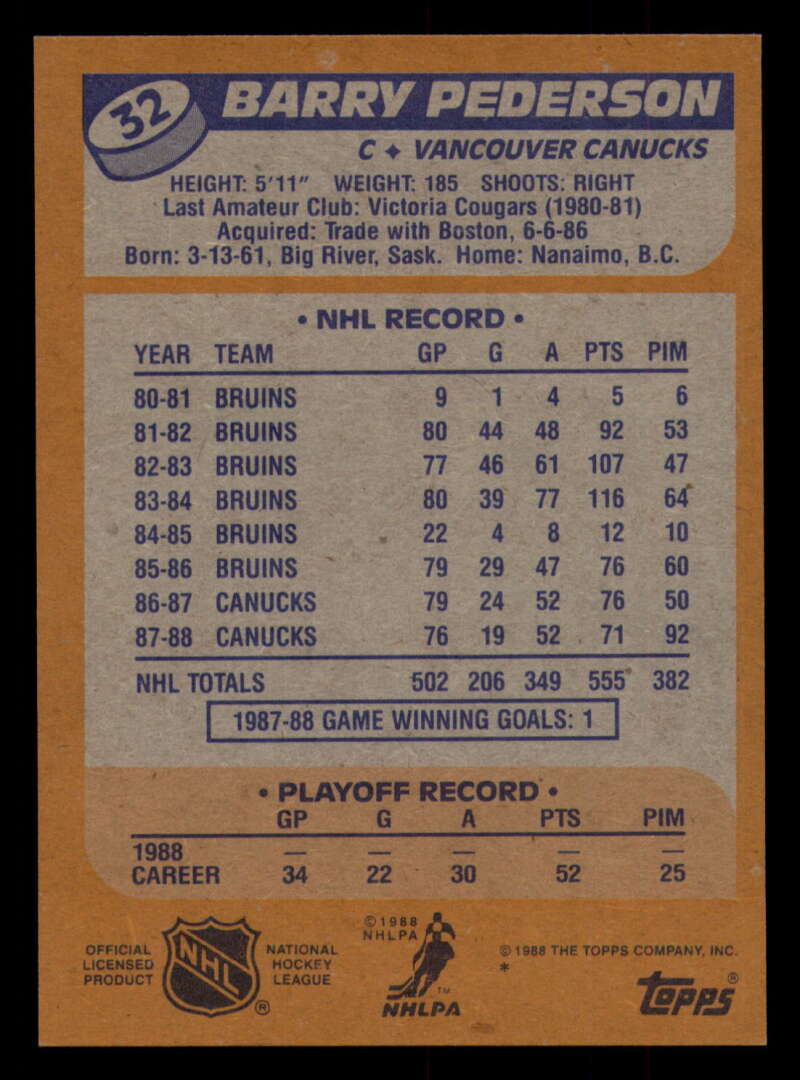 32 BARRY PEDERSON
C ✦ VANCOUVER CANUCKS
HEIGHT: 5'11" WEIGHT: 185 SHOOTS: RIGHT
Last Amateur Club: Victoria Cougars (1980-81)
Acquired: Trade with Boston, 6-6-86
Born: 3-13-61, Big River, Sask. Home: Nanaimo, B.C.
• NHL RECORD •
YEAR TEAM GP G A PTS PIM
80-81 BRUINS 9 1 4 5 6
81-82 BRUINS 80 44 48 92 53
82-83 BRUINS 77 46 61 107 47
83-84 BRUINS 80 39 77 116 64
84-85 BRUINS 22 4 8 12 10
85-86 BRUINS 79 29 47 76 60
86-87 CANUCKS 79 24 52 76 50
87-88 CANUCKS 76 19 52 71 92
NHL TOTALS 502 206 349 555 382
1987-88 GAME WINNING GOALS: 1
• PLAYOFF RECORD •
GP G A PTS PIM
1988 — — — — —
CAREER 34 22 30 52 25
OFFICIAL
LICENSED
PRODUCT
NHL ®
NATIONAL
HOCKEY
LEAGUE
© 1988
NHLPA
TM
NHLPA
© 1988 THE TOPPS COMPANY, INC.
*
topps ®